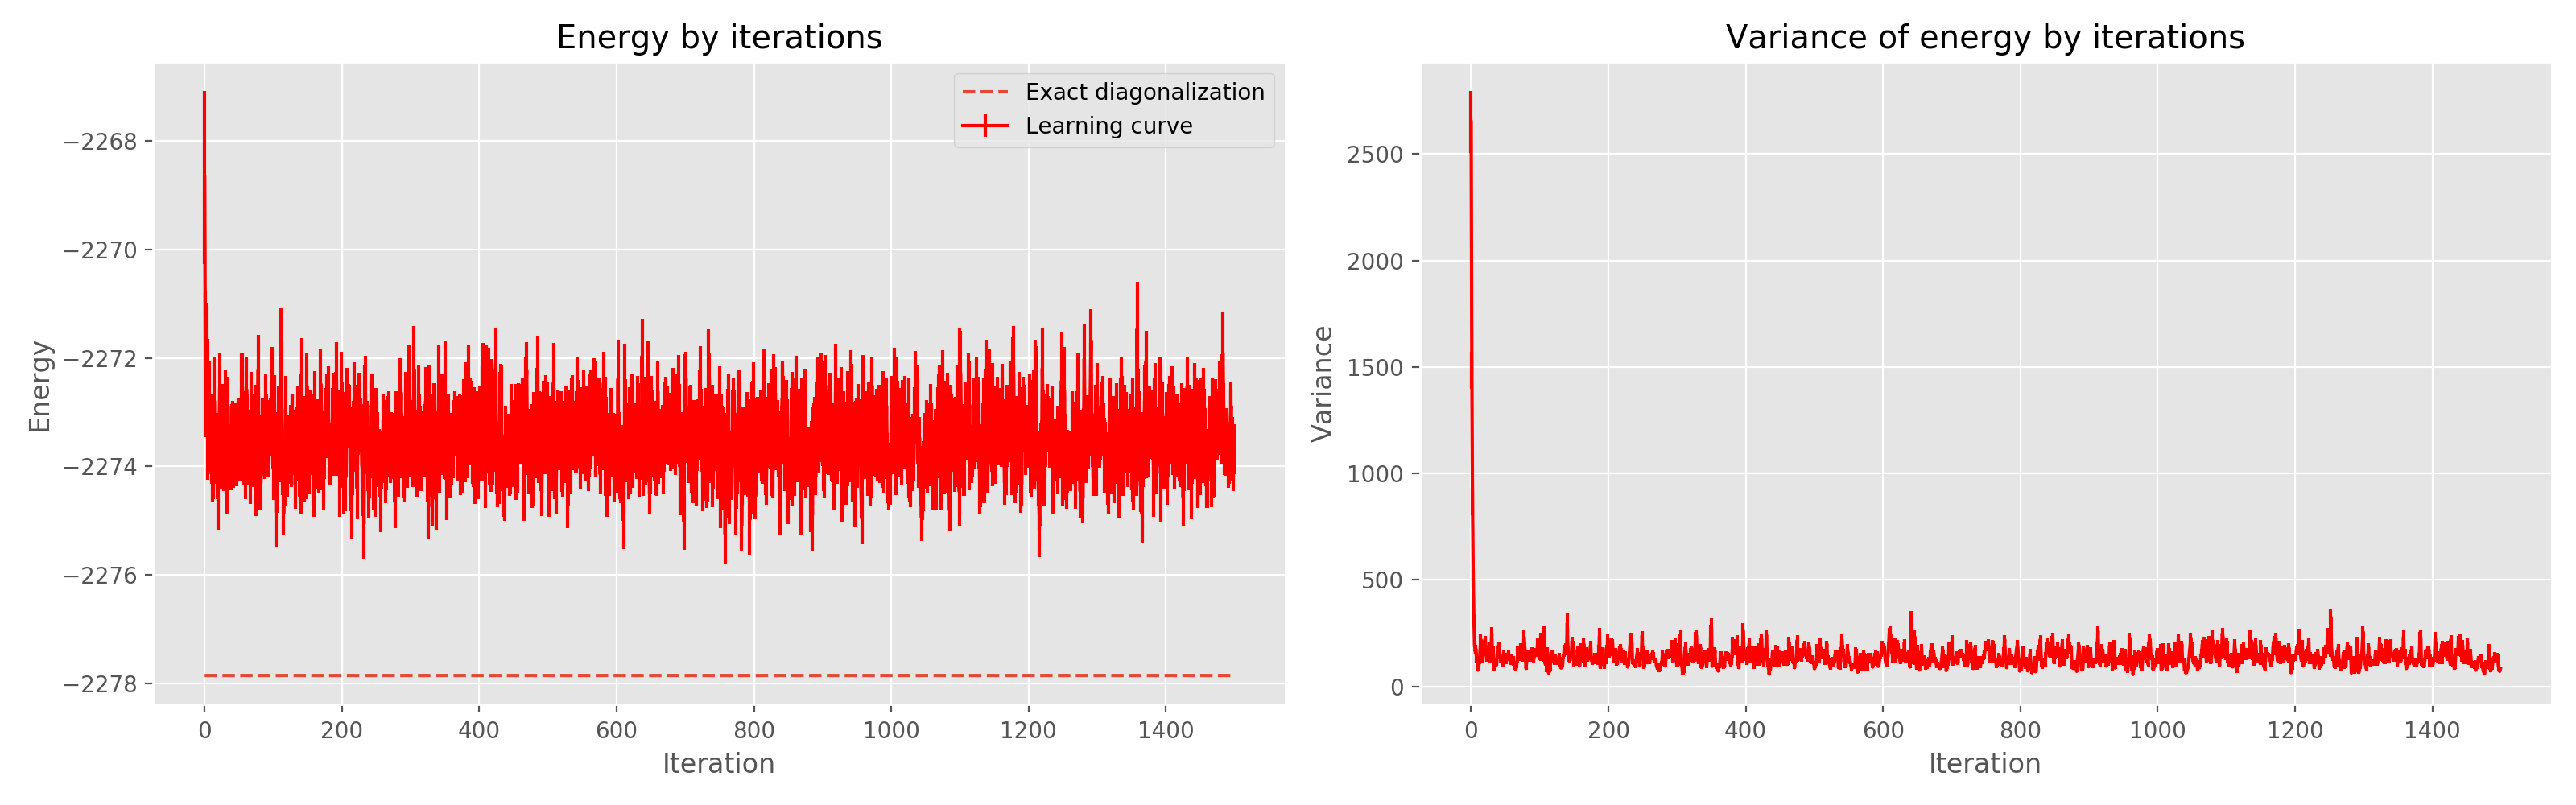 Energy by iterations
Exact diagonalization
Learning curve
−2268
−2270
−2272
−2274
−2276
−2278
Energy
0 200 400 600 800 1000 1200 1400
Iteration
Variance of energy by iterations
2500
2000
1500
1000
500
0
Variance
0 200 400 600 800 1000 1200 1400
Iteration